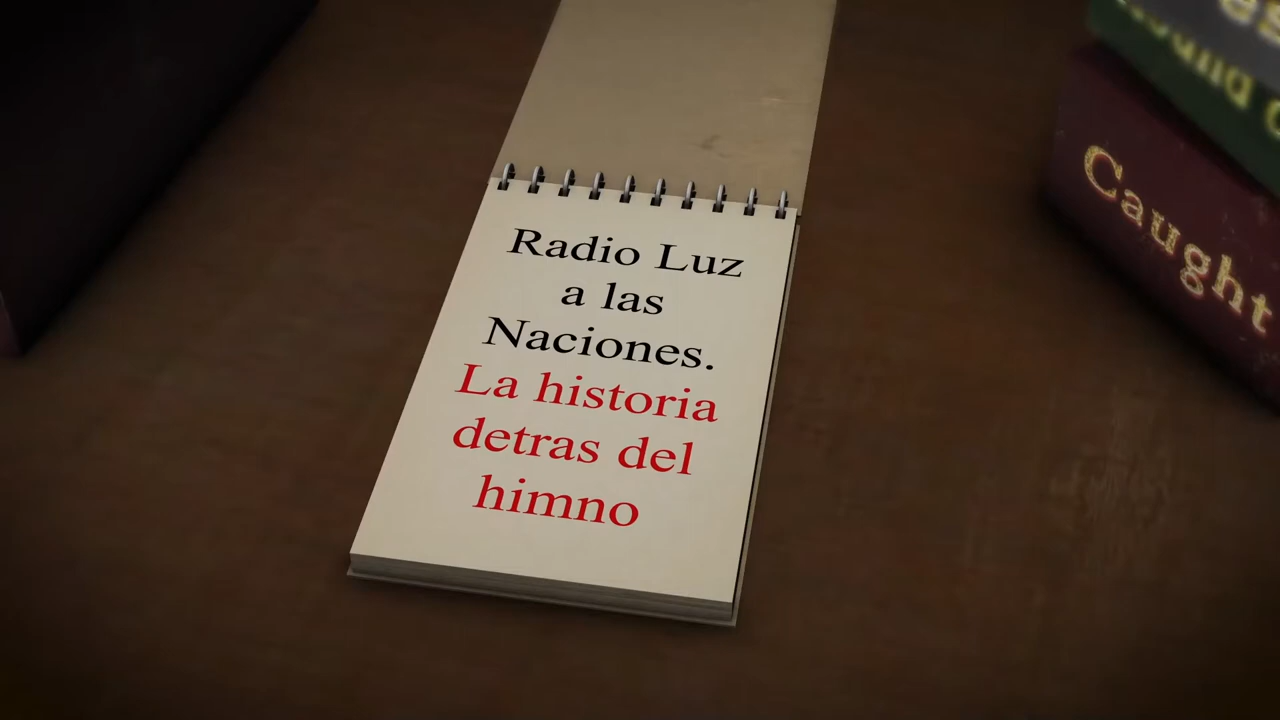 Radio Luz
a las
Naciones.
La historia
detras del
himno
Caught